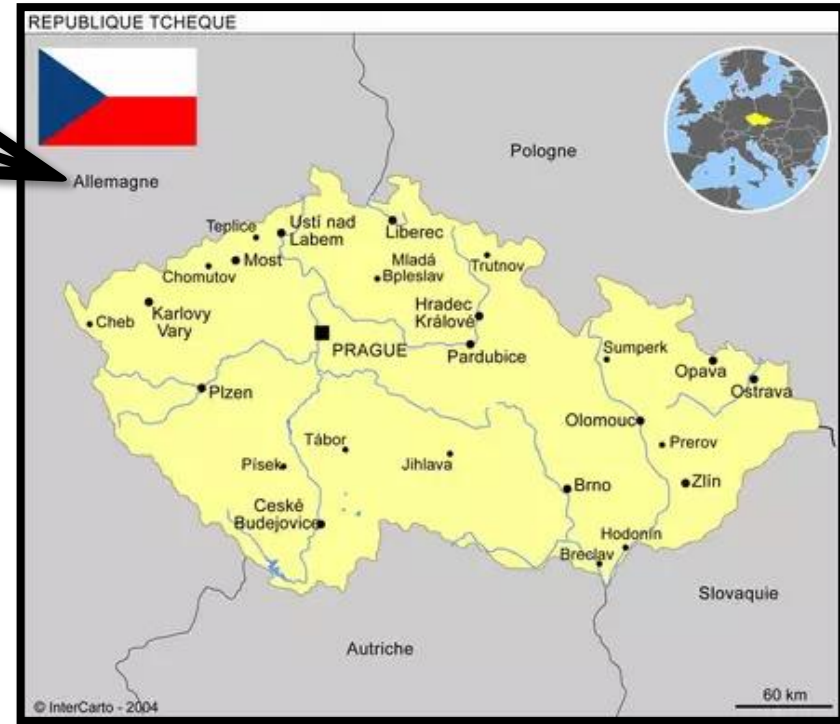 REPUBLIQUE TCHEQUE
Pologne
Allemagne
Teplice
Ustí nad
Labem
Liberec
Most
Mladá
Bpleslav
Trutnov
Chomutov
Karlovy
Vary
Cheb
Hradec
Králové
PRAGUE
Pardubice
Sumperk
Opava
Ostrava
Plzen
Olomouc
Prerov
Tábor
Písek
Jihlava
Zlín
Brno
Ceské
Budejovice
Hodonín
Breclav
Slovaquie
Autriche
60 km
© InterCarto - 2004